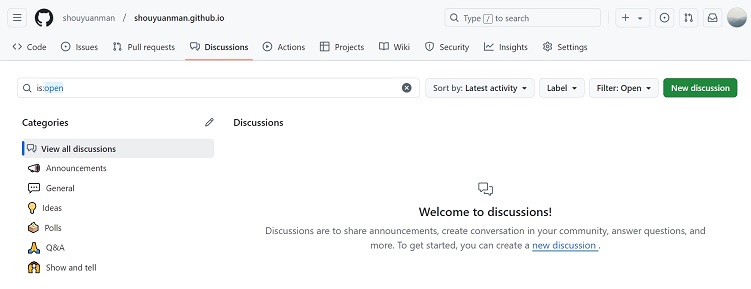 shouyuanman / shouyuanman.github.io
Type / to search
Code Issues Pull requests Discussions Actions Projects Wiki Security Insights Settings
is:open
Sort by: Latest activity Label Filter: Open New discussion
Categories
Discussions
View all discussions
Announcements
General
Ideas
Polls
Q&A
Show and tell
Welcome to discussions!
Discussions are to share announcements, create conversation in your community, answer questions, and
more. To get started, you can create a new discussion .